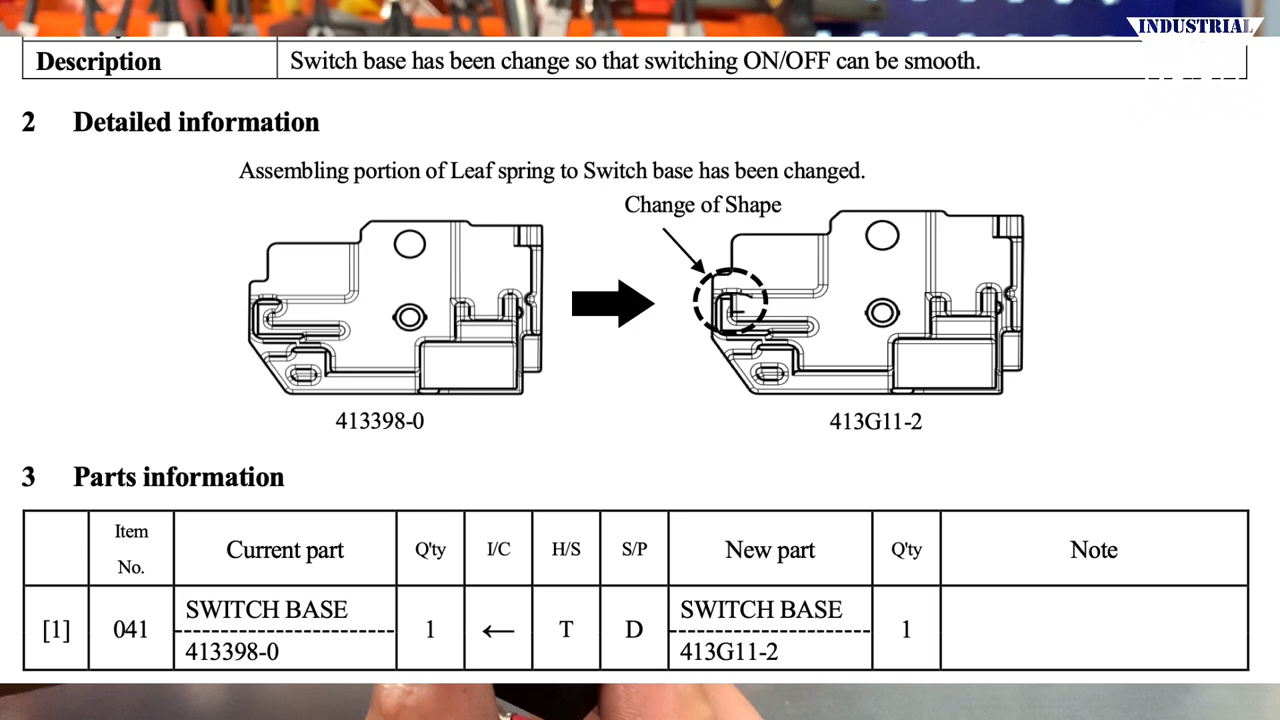 INDUSTRIAL
Description Switch base has been change so that switching ON/OFF can be smooth.
2 Detailed information
Assembling portion of Leaf spring to Switch base has been changed.
Change of Shape
413398-0 413G11-2
3 Parts information
Item No. Current part Q'ty I/C H/S S/P New part Q'ty Note
[1] 041 SWITCH BASE 413398-0 1 ← T D SWITCH BASE 413G11-2 1